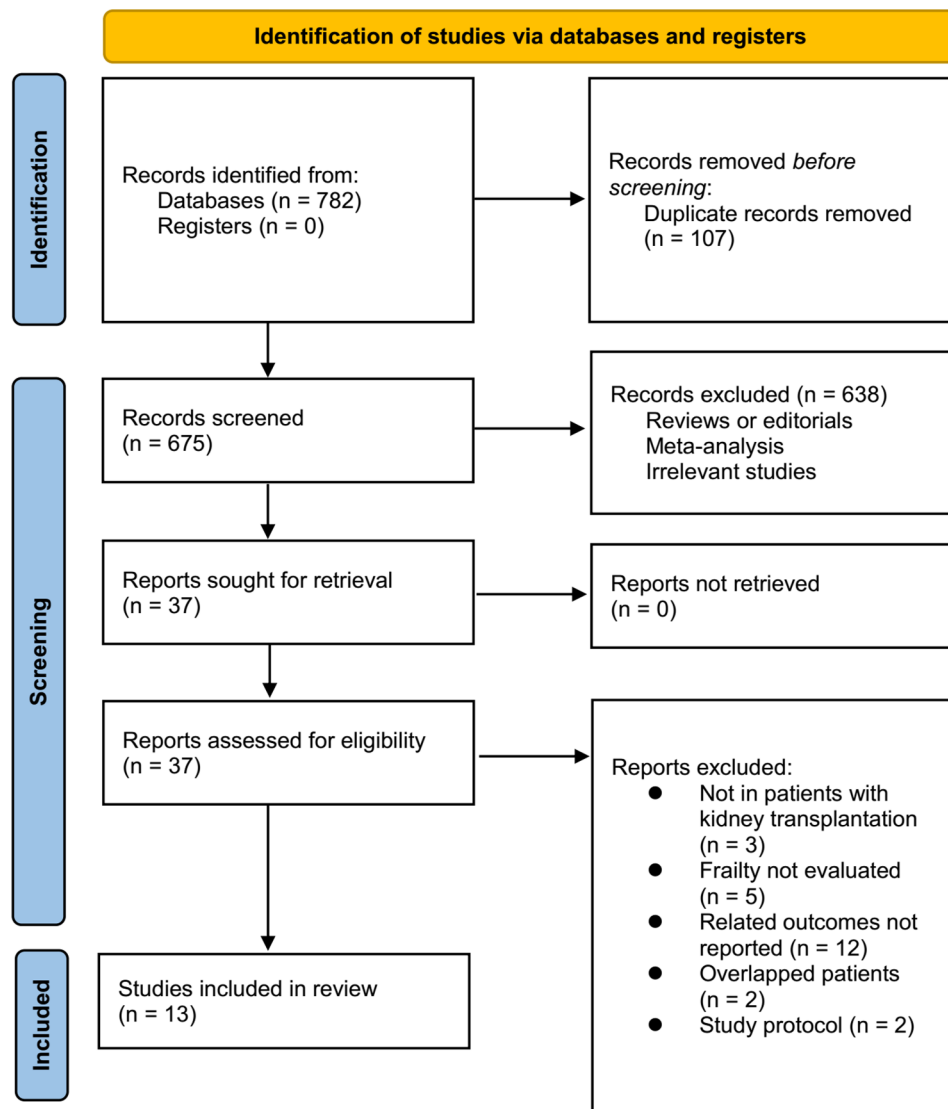 Identification of studies via databases and registers
Identification
Records identified from:
Databases (n = 782)
Registers (n = 0)
Records removed before
screening:
Duplicate records removed
(n = 107)
Screening
Records screened
(n = 675)
Records excluded (n = 638)
Reviews or editorials
Meta-analysis
Irrelevant studies
Reports sought for retrieval
(n = 37)
Reports not retrieved
(n = 0)
Reports assessed for eligibility
(n = 37)
Reports excluded:
● Not in patients with
kidney transplantation
(n = 3)
● Frailty not evaluated
(n = 5)
● Related outcomes not
reported (n = 12)
● Overlapped patients
(n = 2)
● Study protocol (n = 2)
Included
Studies included in review
(n = 13)